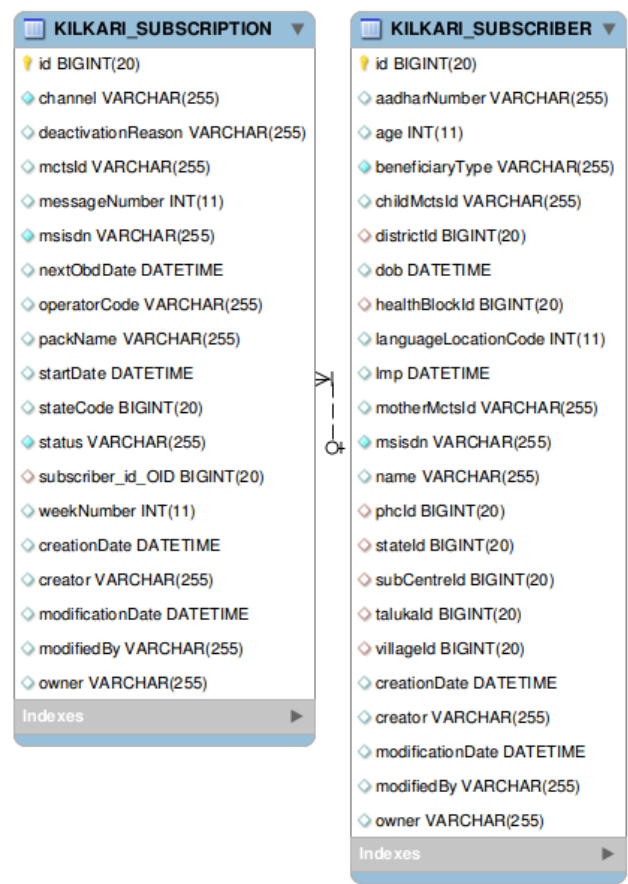 KILKARI_SUBSCRIPTION
id BIGINT(20)
channel VARCHAR(255)
deactivationReason VARCHAR(255)
mctsId VARCHAR(255)
messageNumber INT(11)
msisdn VARCHAR(255)
nextObdDate DATETIME
operatorCode VARCHAR(255)
packName VARCHAR(255)
startDate DATETIME
stateCode BIGINT(20)
status VARCHAR(255)
subscriber_id_OID BIGINT(20)
weekNumber INT(11)
creationDate DATETIME
creator VARCHAR(255)
modificationDate DATETIME
modifiedBy VARCHAR(255)
owner VARCHAR(255)
Indexes
KILKARI_SUBSCRIBER
id BIGINT(20)
aadharNumber VARCHAR(255)
age INT(11)
beneficiaryType VARCHAR(255)
childMctsId VARCHAR(255)
districtId BIGINT(20)
dob DATETIME
healthBlockId BIGINT(20)
languageLocationCode INT(11)
lmp DATETIME
motherMctsId VARCHAR(255)
msisdn VARCHAR(255)
name VARCHAR(255)
phcId BIGINT(20)
stateId BIGINT(20)
subCentreId BIGINT(20)
talukaId BIGINT(20)
villageId BIGINT(20)
creationDate DATETIME
creator VARCHAR(255)
modificationDate DATETIME
modifiedBy VARCHAR(255)
owner VARCHAR(255)
Indexes